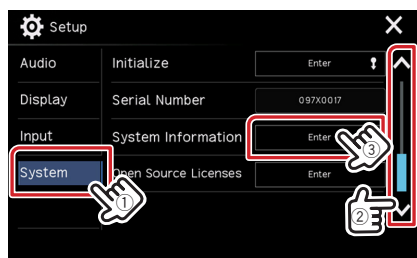 Setup
Audio
Initialize
Enter
Display
Serial Number
097X0017
Input
System Information
Enter
③
System
Open Source Licenses
Enter
①
②